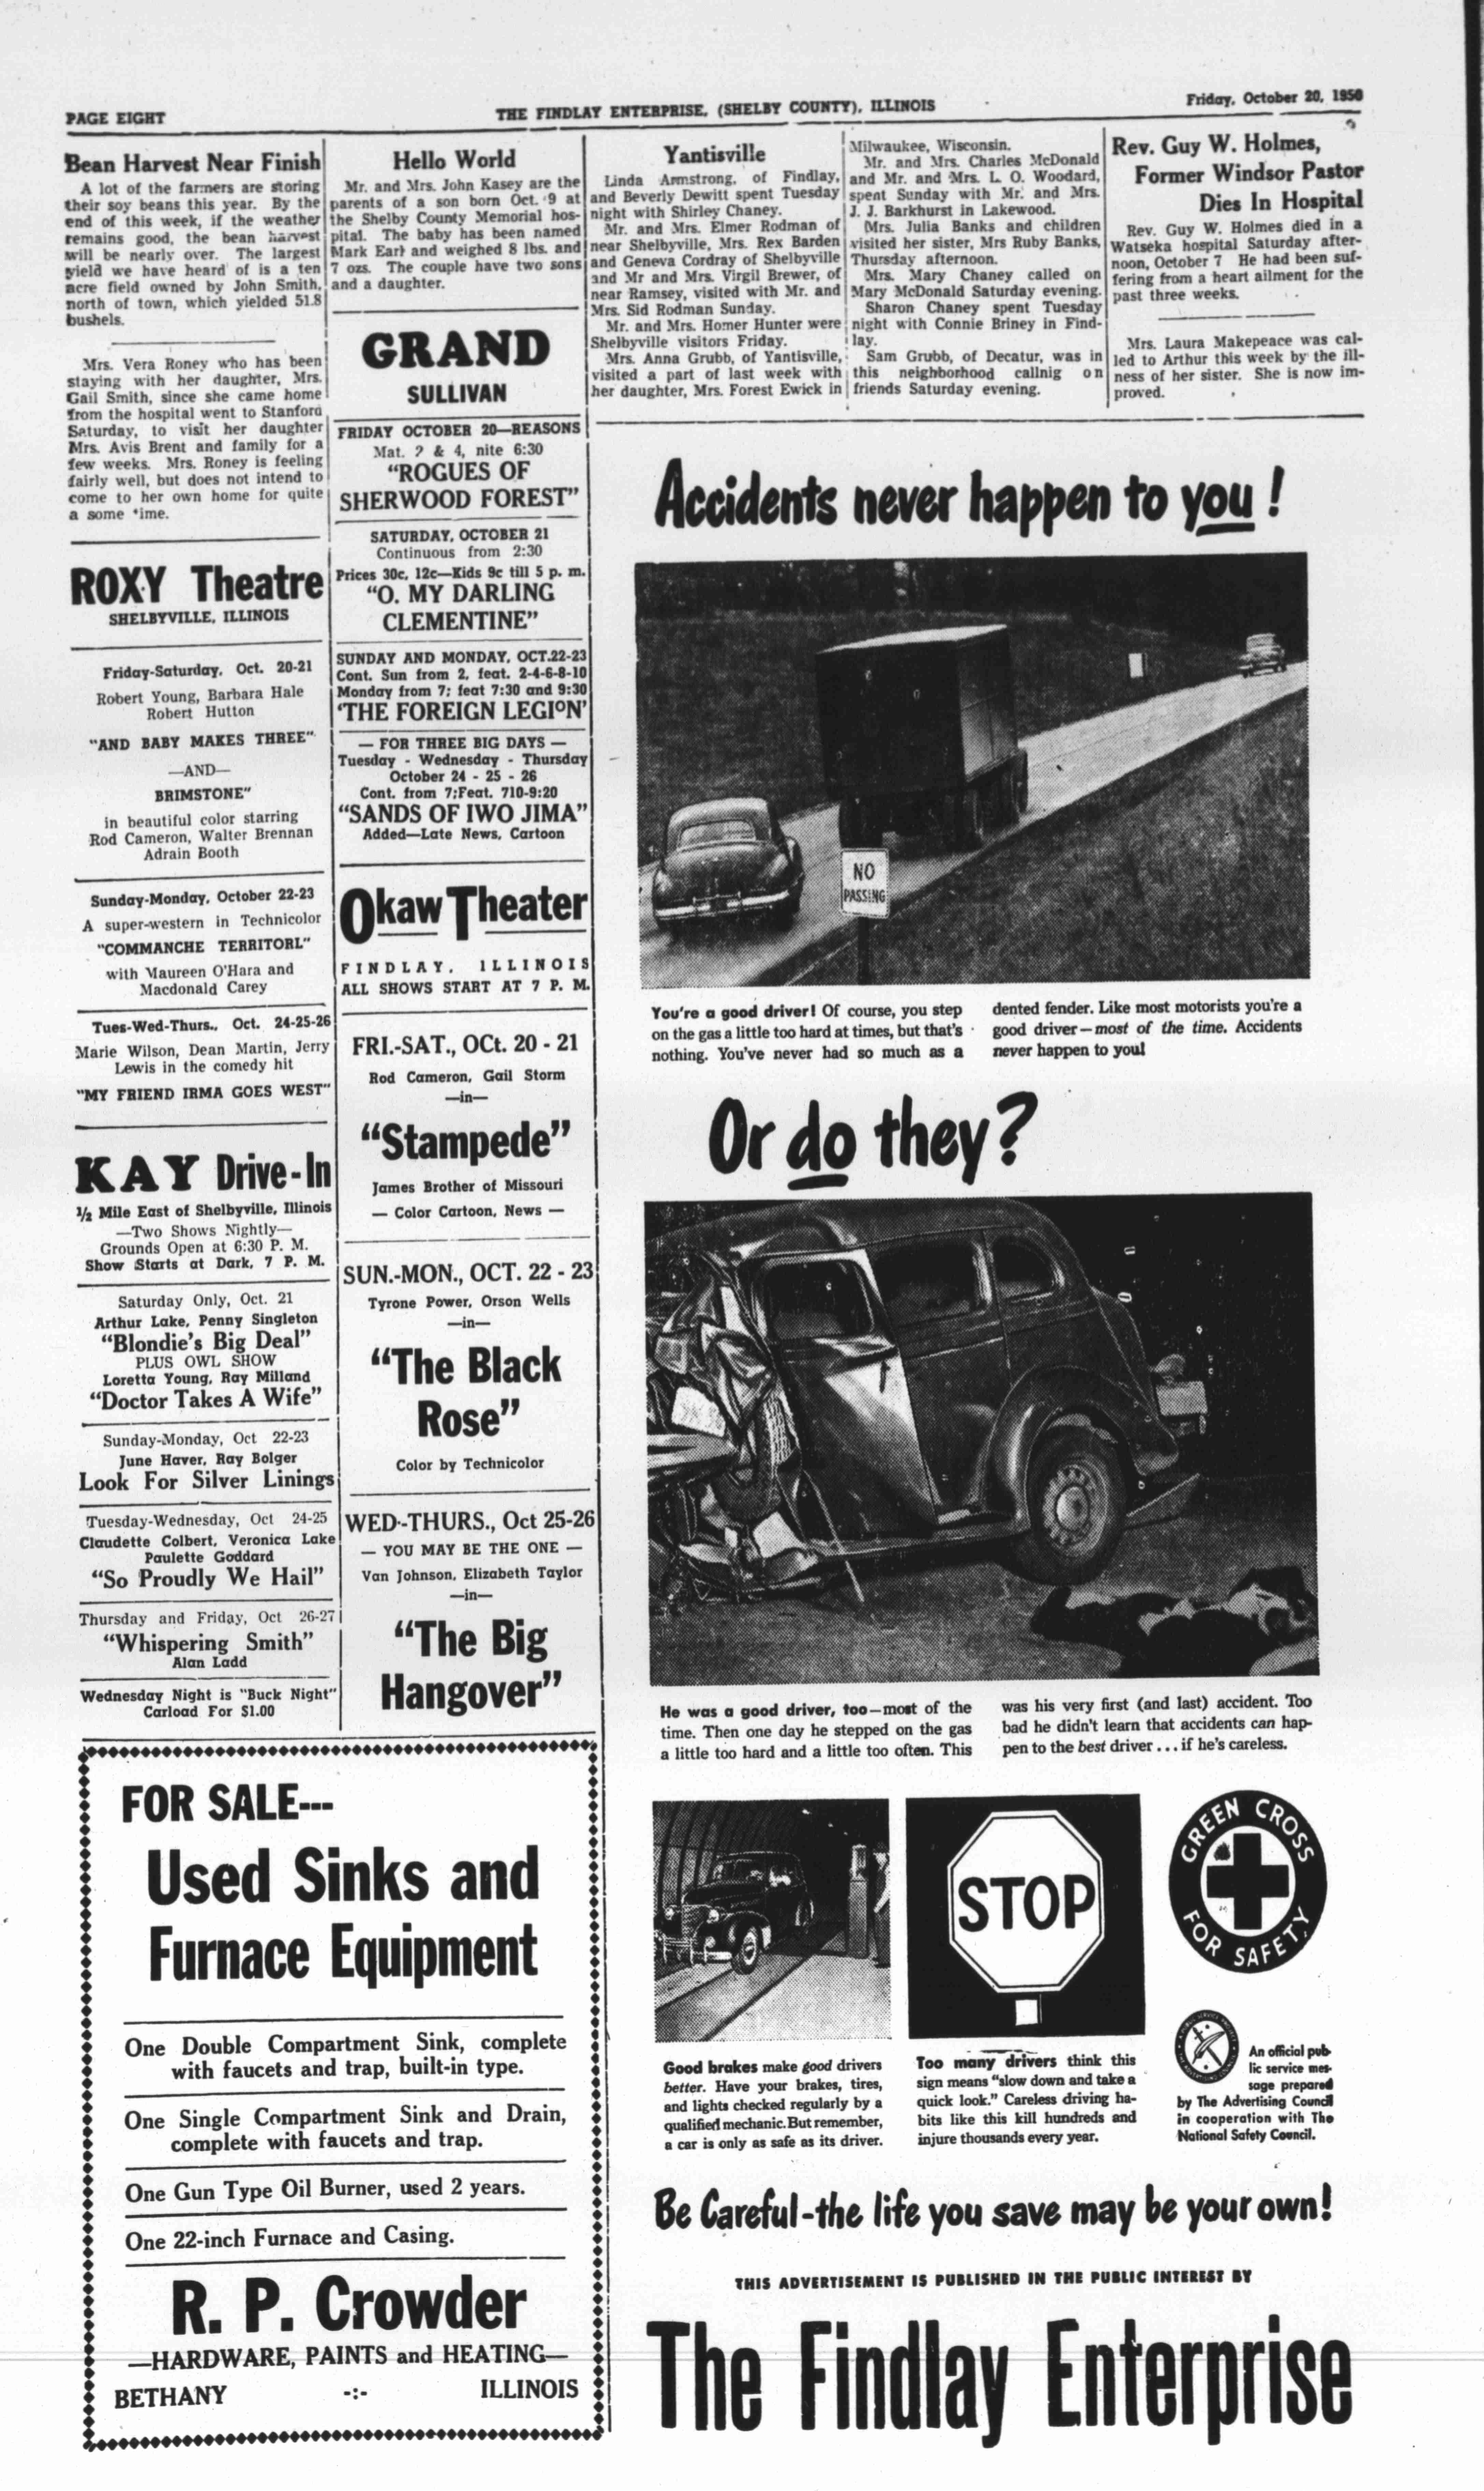 PAGE EIGHT
THE FINDLAY ENTERPRISE, (SHELBY COUNTY), ILLINOIS
Friday, October 20, 1950
Bean Harvest Near Finish
A lot of the farmers are storing
their soy beans this year. By the
end of this week, if the weather
remains good, the bean harvest
will be nearly over. The largest
yield we have heard of is a ten
acre field owned by John Smith,
north of town, which yielded 51.8
bushels.
Mrs. Vera Roney who has been
staying with her daughter, Mrs.
Gail Smith, since she came home
from the hospital went to Stanford
Saturday, to visit her daughter
Mrs. Avis Brent and family for a
few weeks. Mrs. Roney is feeling
fairly well, but does not intend to
come to her own home for quite
a some time.
ROXY Theatre
SHELBYVILLE, ILLINOIS
Friday-Saturday, Oct. 20-21
Robert Young, Barbara Hale
Robert Hutton
"AND BABY MAKES THREE"
—AND—
BRIMSTONE"
in beautiful color starring
Rod Cameron, Walter Brennan
Adrain Booth
Sunday-Monday, October 22-23
A super-western in Technicolor
"COMMANCHE TERRITORL"
with Maureen O'Hara and
Macdonald Carey
Tues-Wed-Thurs., Oct. 24-25-26
Marie Wilson, Dean Martin, Jerry
Lewis in the comedy hit
"MY FRIEND IRMA GOES WEST"
KAY Drive-In
½ Mile East of Shelbyville, Illinois
—Two Shows Nightly—
Grounds Open at 6:30 P. M.
Show Starts at Dark, 7 P. M.
Saturday Only, Oct. 21
Arthur Lake, Penny Singleton
"Blondie's Big Deal"
PLUS OWL SHOW
Loretta Young, Ray Milland
"Doctor Takes A Wife"
Sunday-Monday, Oct 22-23
June Haver, Ray Bolger
Look For Silver Linings
Tuesday-Wednesday, Oct 24-25
Claudette Colbert, Veronica Lake
Paulette Goddard
"So Proudly We Hail"
Thursday and Friday, Oct 26-27
"Whispering Smith"
Alan Ladd
Wednesday Night is "Buck Night"
Carload For $1.00
Hello World
Mr. and Mrs. John Kasey are the
parents of a son born Oct. 9 at
the Shelby County Memorial hos-
pital. The baby has been named
Mark Earl and weighed 8 lbs. and
7 ozs. The couple have two sons
and a daughter.
GRAND
SULLIVAN
FRIDAY OCTOBER 20—REASONS
Mat. 2 & 4, nite 6:30
"ROGUES OF
SHERWOOD FOREST"
SATURDAY, OCTOBER 21
Continuous from 2:30
Prices 30c, 12c—Kids 9c till 5 p. m.
"O. MY DARLING
CLEMENTINE"
SUNDAY AND MONDAY, OCT.22-23
Cont. Sun from 2, feat. 2-4-6-8-10
Monday from 7; feat 7:30 and 9:30
'THE FOREIGN LEGION'
— FOR THREE BIG DAYS —
Tuesday - Wednesday - Thursday
October 24 - 25 - 26
Cont. from 7;Feat. 710-9:20
"SANDS OF IWO JIMA"
Added—Late News, Cartoon
Okaw Theater
FINDLAY, ILLINOIS
ALL SHOWS START AT 7 P. M.
FRI.-SAT., OCt. 20 - 21
Rod Cameron, Gail Storm
—in—
"Stampede"
James Brother of Missouri
— Color Cartoon, News —
SUN.-MON., OCT. 22 - 23
Tyrone Power, Orson Wells
—in—
"The Black
Rose"
Color by Technicolor
WED.-THURS., Oct 25-26
— YOU MAY BE THE ONE —
Van Johnson, Elizabeth Taylor
—in—
"The Big
Hangover"
FOR SALE---
Used Sinks and
Furnace Equipment
One Double Compartment Sink, complete
with faucets and trap, built-in type.
One Single Compartment Sink and Drain,
complete with faucets and trap.
One Gun Type Oil Burner, used 2 years.
One 22-inch Furnace and Casing.
R. P. Crowder
—HARDWARE, PAINTS and HEATING—
BETHANY -:- ILLINOIS
Yantisville
Linda Armstrong, of Findlay,
and Beverly Dewitt spent Tuesday
night with Shirley Chaney.
Mr. and Mrs. Elmer Rodman of
near Shelbyville, Mrs. Rex Barden
and Geneva Cordray of Shelbyville
and Mr and Mrs. Virgil Brewer, of
near Ramsey, visited with Mr. and
Mrs. Sid Rodman Sunday.
Mr. and Mrs. Homer Hunter were
Shelbyville visitors Friday.
Mrs. Anna Grubb, of Yantisville,
visited a part of last week with
her daughter, Mrs. Forest Ewick in
Milwaukee, Wisconsin.
Mr. and Mrs. Charles McDonald
and Mr. and Mrs. L. O. Woodard,
spent Sunday with Mr. and Mrs.
J. J. Barkhurst in Lakewood.
Mrs. Julia Banks and children
visited her sister, Mrs Ruby Banks,
Thursday afternoon.
Mrs. Mary Chaney called on
Mary McDonald Saturday evening.
Sharon Chaney spent Tuesday
night with Connie Briney in Find-
lay.
Sam Grubb, of Decatur, was in
this neighborhood callnig on
friends Saturday evening.
Rev. Guy W. Holmes,
Former Windsor Pastor
Dies In Hospital
Rev. Guy W. Holmes died in a
Watseka hospital Saturday after-
noon, October 7 He had been suf-
fering from a heart ailment for the
past three weeks.
Mrs. Laura Makepeace was cal-
led to Arthur this week by the ill-
ness of her sister. She is now im-
proved.
Accidents never happen to you!
NO
PASSING
You're a good driver! Of course, you step
on the gas a little too hard at times, but that's
nothing. You've never had so much as a
dented fender. Like most motorists you're a
good driver—most of the time. Accidents
never happen to you!
Or do they?
He was a good driver, too—most of the
time. Then one day he stepped on the gas
a little too hard and a little too often. This
was his very first (and last) accident. Too
bad he didn't learn that accidents can hap-
pen to the best driver...if he's careless.
STOP
GREEN CROSS
FOR SAFETY
Good brakes make good drivers
better. Have your brakes, tires,
and lights checked regularly by a
qualified mechanic. But remember,
a car is only as safe as its driver.
Too many drivers think this
sign means "slow down and take a
quick look." Careless driving ha-
bits like this kill hundreds and
injure thousands every year.
An official pub-
lic service mes-
sage prepared
by The Advertising Council
in cooperation with The
National Safety Council.
Be Careful-the life you save may be your own!
THIS ADVERTISEMENT IS PUBLISHED IN THE PUBLIC INTEREST BY
The Findlay Enterprise